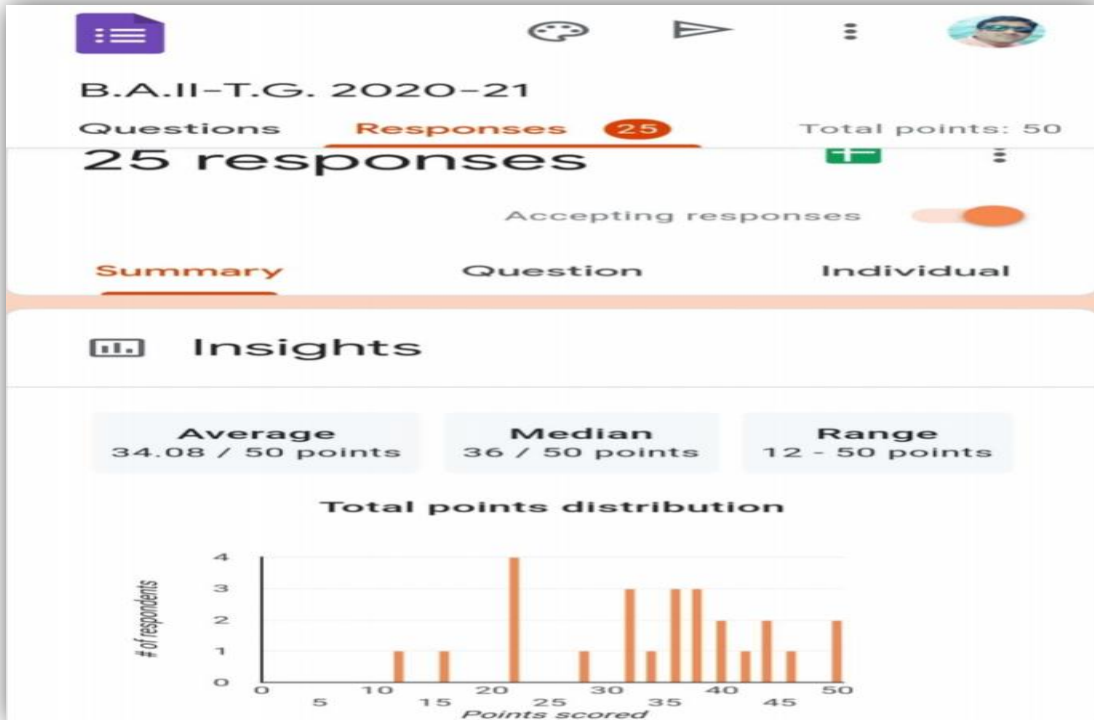 B.A.II-T.G. 2020-21
Questions Responses 25 Total points: 50
25 responses
Accepting responses
Summary Question Individual
Insights
Average Median Range
34.08 / 50 points 36 / 50 points 12 - 50 points
Total points distribution
# of respondents
4
3
2
1
0
0 10 20 30 40 50
5 15 25 35 45
Points scored